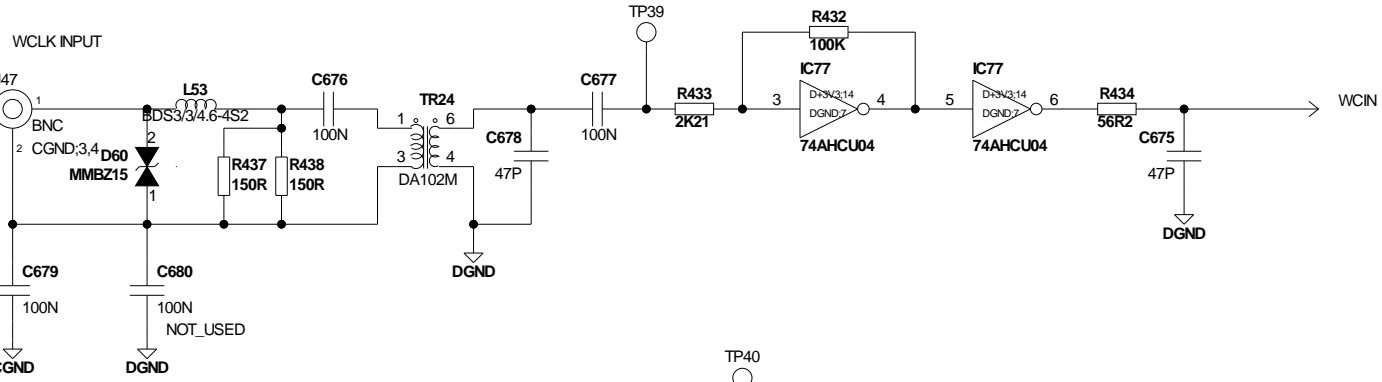 TP39
R432
100K
WCLK INPUT
IC77
IC77
D+3V3;14
DGND;7
D+3V3;14
DGND;7
47
1
L53
BDS3/3/4.6-4S2
C676
100N
TR24
1
6
3
4
DA102M
C677
100N
R433
2K21
3
4
5
6
R434
56R2
WCIN
BNC
2
CGND;3,4
2
D60
MMBZ15
1
R437
150R
R438
150R
C678
47P
74AHCU04
74AHCU04
C675
47P
DGND
DGND
C679
100N
C680
100N
NOT_USED
CGND
DGND
TP40